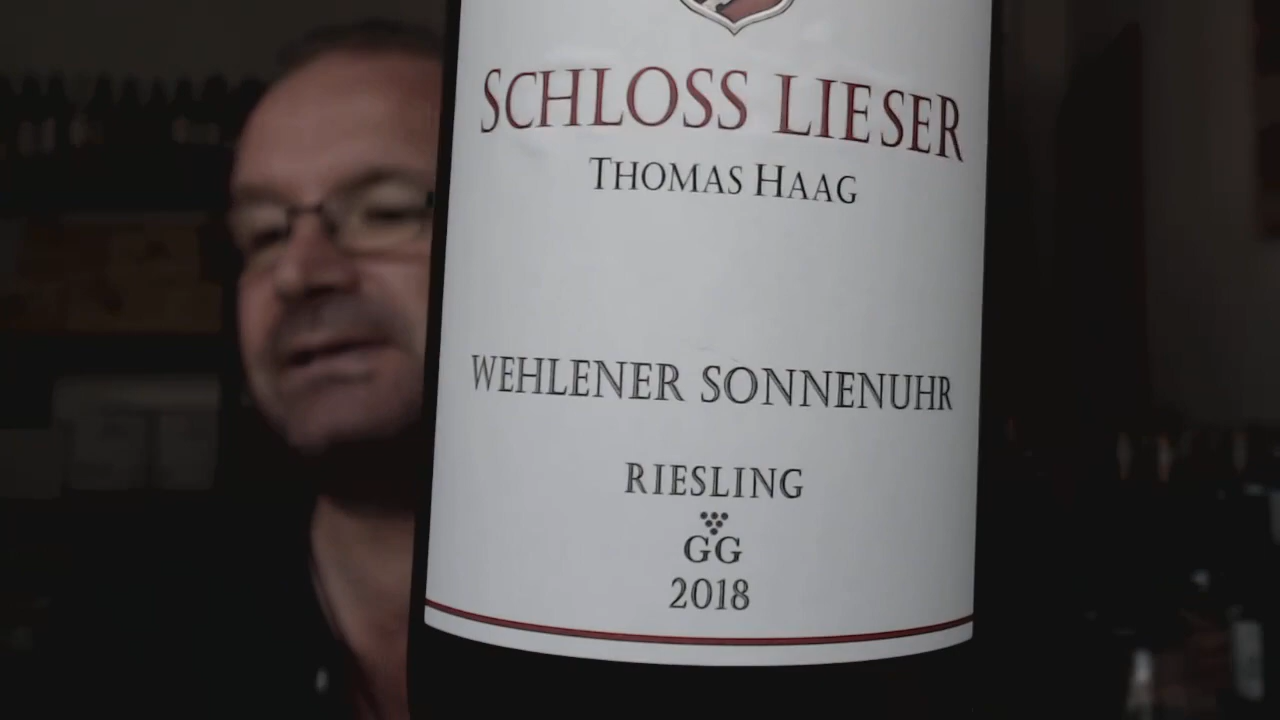 SCHLOSS LIESER
THOMAS HAAG
WEHLENER SONNENUHR
RIESLING
GG
2018